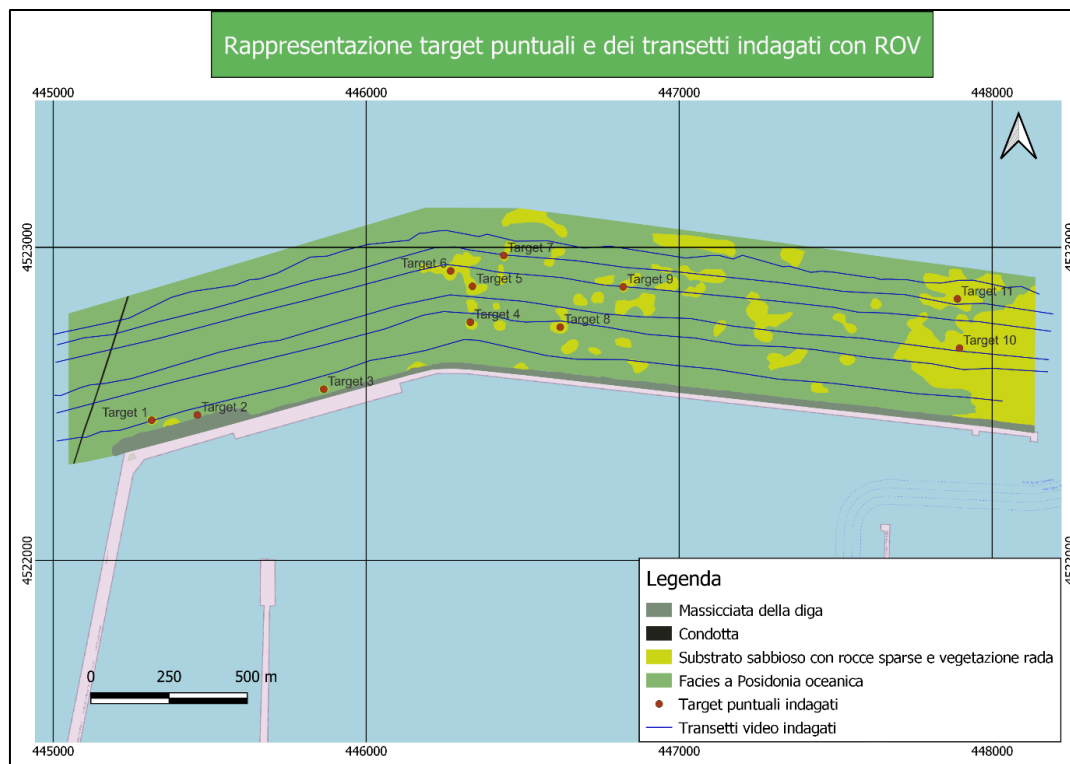 Rappresentazione target puntuali e dei transetti indagati con ROV
445000 446000 447000 448000
4523000 4523000
Target 7
Target 6
Target 5
Target 9
Target 11
Target 4
Target 8
Target 10
Target 3
Target 1
Target 2
4522000 4522000
Legenda
Massicciata della diga
Condotta
Substrato sabbioso con rocce sparse e vegetazione rada
Facies a Posidonia oceanica
Target puntuali indagati
Transetti video indagati
0 250 500 m
445000 446000 447000 448000